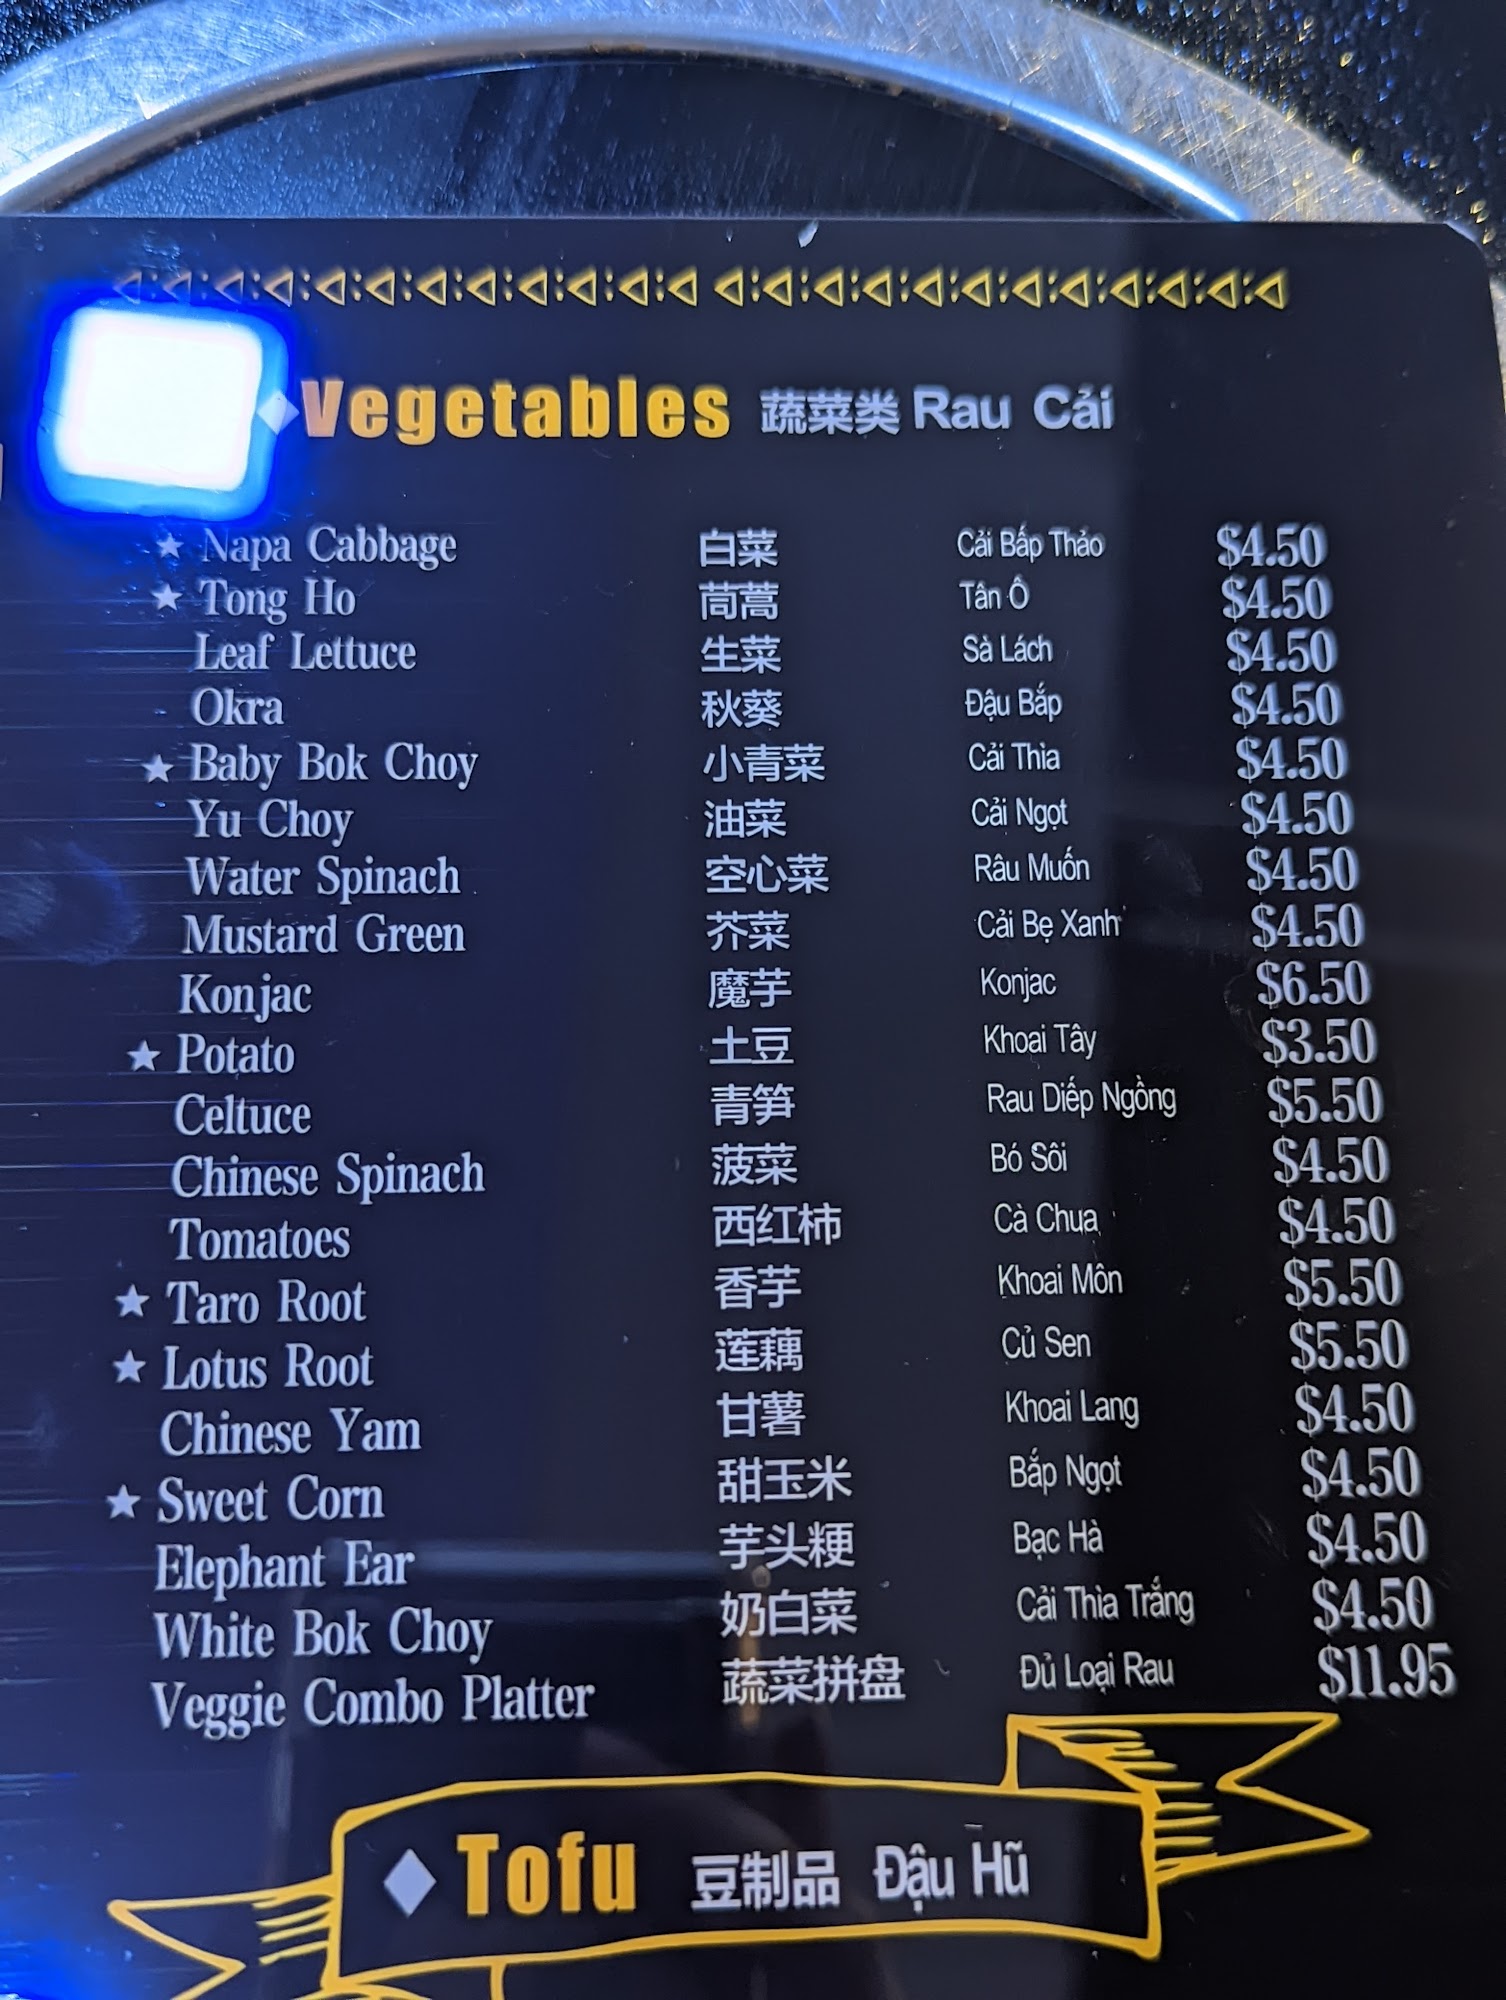 Vegetables 蔬菜类 Rau Cải
★ Napa Cabbage 白菜 Cải Bắp Thảo $4.50
★ Tong Ho 茼蒿 Tân Ô $4.50
Leaf Lettuce 生菜 Sà Lách $4.50
Okra 秋葵 Đậu Bắp $4.50
★ Baby Bok Choy 小青菜 Cải Thìa $4.50
Yu Choy 油菜 Cải Ngọt $4.50
Water Spinach 空心菜 Râu Muốn $4.50
Mustard Green 芥菜 Cải Bẹ Xanh $4.50
Konjac 魔芋 Konjac $6.50
★ Potato 土豆 Khoai Tây $3.50
Celtuce 青笋 Rau Diếp Ngồng $5.50
Chinese Spinach 菠菜 Bó Sôi $4.50
Tomatoes 西红柿 Cà Chua $4.50
★ Taro Root 香芋 Khoai Môn $5.50
★ Lotus Root 莲藕 Củ Sen $5.50
Chinese Yam 甘薯 Khoai Lang $4.50
★ Sweet Corn 甜玉米 Bắp Ngọt $4.50
Elephant Ear 芋头梗 Bạc Hà $4.50
White Bok Choy 奶白菜 Cải Thìa Trắng $4.50
Veggie Combo Platter 蔬菜拼盘 Đủ Loại Rau $11.95
Tofu 豆制品 Đậu Hũ